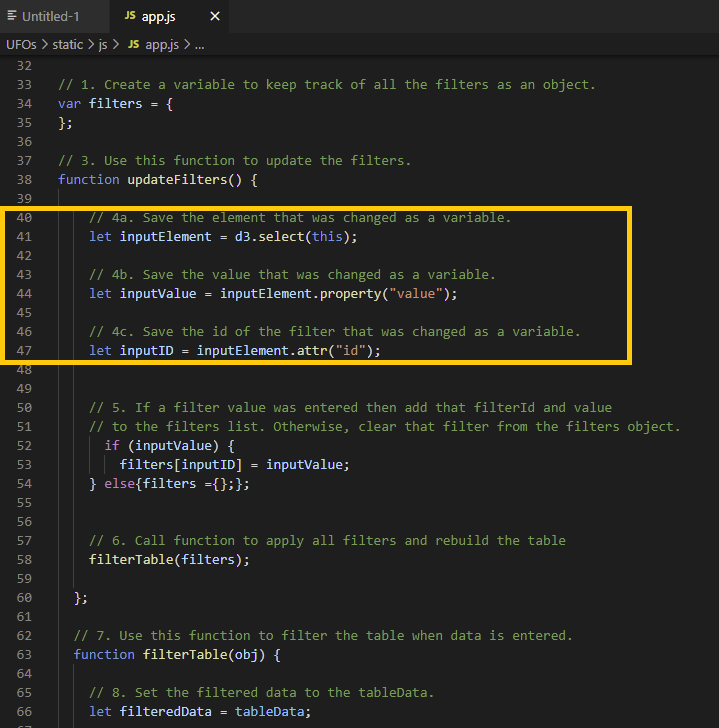 Untitled-1
JS app.js ×
UFOs > static > js > JS app.js > ...
32
33 // 1. Create a variable to keep track of all the filters as an object.
34 var filters = {
35 };
36
37 // 3. Use this function to update the filters.
38 function updateFilters() {
39
40 // 4a. Save the element that was changed as a variable.
41 let inputElement = d3.select(this);
42
43 // 4b. Save the value that was changed as a variable.
44 let inputValue = inputElement.property("value");
45
46 // 4c. Save the id of the filter that was changed as a variable.
47 let inputID = inputElement.attr("id");
48
49
50 // 5. If a filter value was entered then add that filterId and value
51 // to the filters list. Otherwise, clear that filter from the filters object.
52 if (inputValue) {
53 filters[inputID] = inputValue;
54 } else{filters ={};};
55
56
57 // 6. Call function to apply all filters and rebuild the table
58 filterTable(filters);
59
60 };
61
62 // 7. Use this function to filter the table when data is entered.
63 function filterTable(obj) {
64
65 // 8. Set the filtered data to the tableData.
66 let filteredData = tableData;